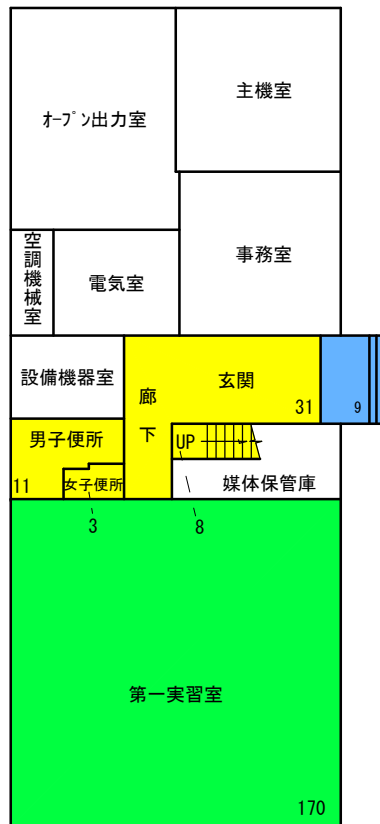 主機室
ｵｰﾌﾟﾝ出力室
空調機械室
電気室
事務室
設備機器室
廊下
玄関
31
9
男子便所
UP
11
女子便所
媒体保管庫
3
8
第一実習室
170